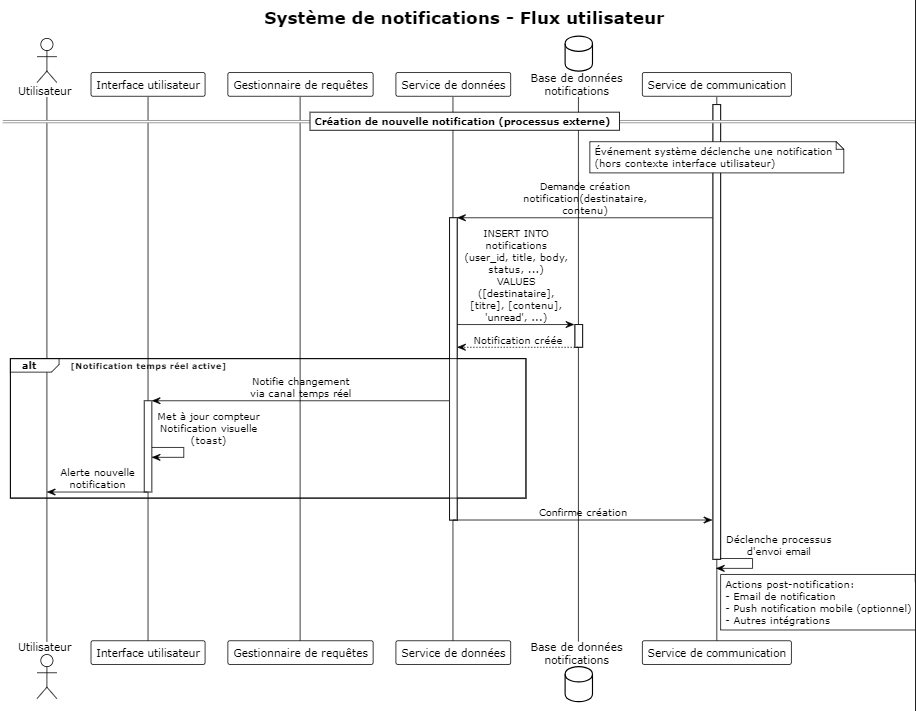 Système de notifications - Flux utilisateur
Utilisateur
Interface utilisateur
Gestionnaire de requêtes
Service de données
Base de données
notifications
Service de communication
Création de nouvelle notification (processus externe)
Événement système déclenche une notification
(hors contexte interface utilisateur)
Demande création
notification(destinataire,
contenu)
INSERT INTO
notifications
(user_id, title, body,
status, ...)
VALUES
([destinataire],
[titre], [contenu],
'unread', ...)
Notification créée
alt
[Notification temps réel active]
Notifie changement
via canal temps réel
Met à jour compteur
Notification visuelle
(toast)
Alerte nouvelle
notification
Confirme création
Déclenche processus
d'envoi email
Actions post-notification:
- Email de notification
- Push notification mobile (optionnel)
- Autres intégrations
Utilisateur
Interface utilisateur
Gestionnaire de requêtes
Service de données
Base de données
notifications
Service de communication